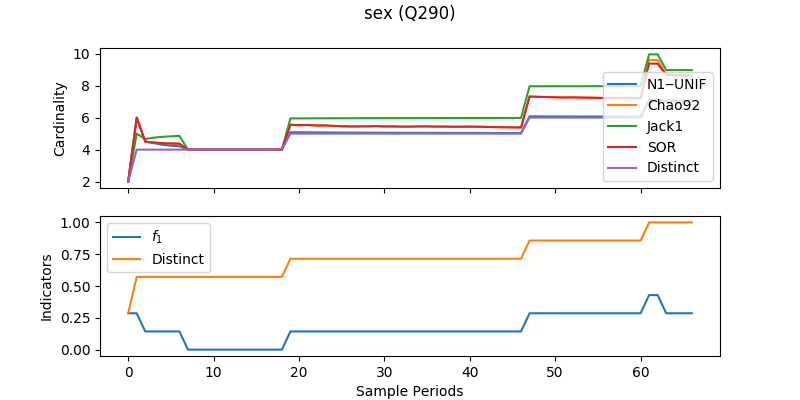 sex (Q290)
Cardinality
10
8
6
4
2
N1‒UNIF
Chao92
Jack1
SOR
Distinct
Indicators
1.00
0.75
0.50
0.25
0.00
f₁
Distinct
0
10
20
30
40
50
60
Sample Periods